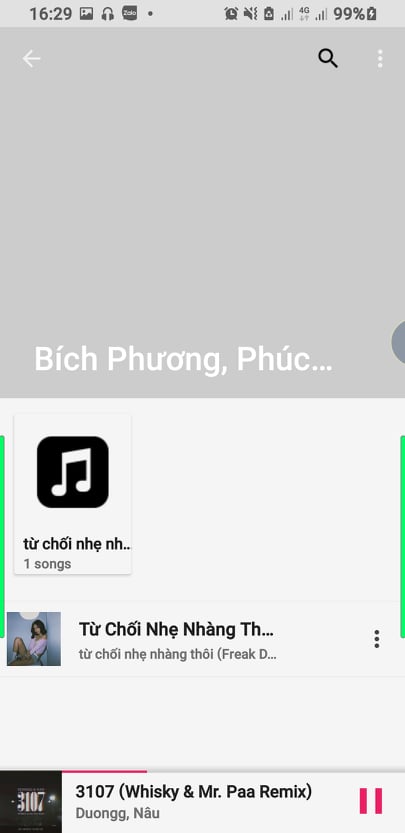 16:29
Zalo
4G
99%
Bích Phương, Phúc...
từ chối nhẹ nh...
1 songs
Từ Chối Nhẹ Nhàng Th...
từ chối nhẹ nhàng thôi (Freak D...
3107
3107 (Whisky & Mr. Paa Remix)
Duongg, Nâu